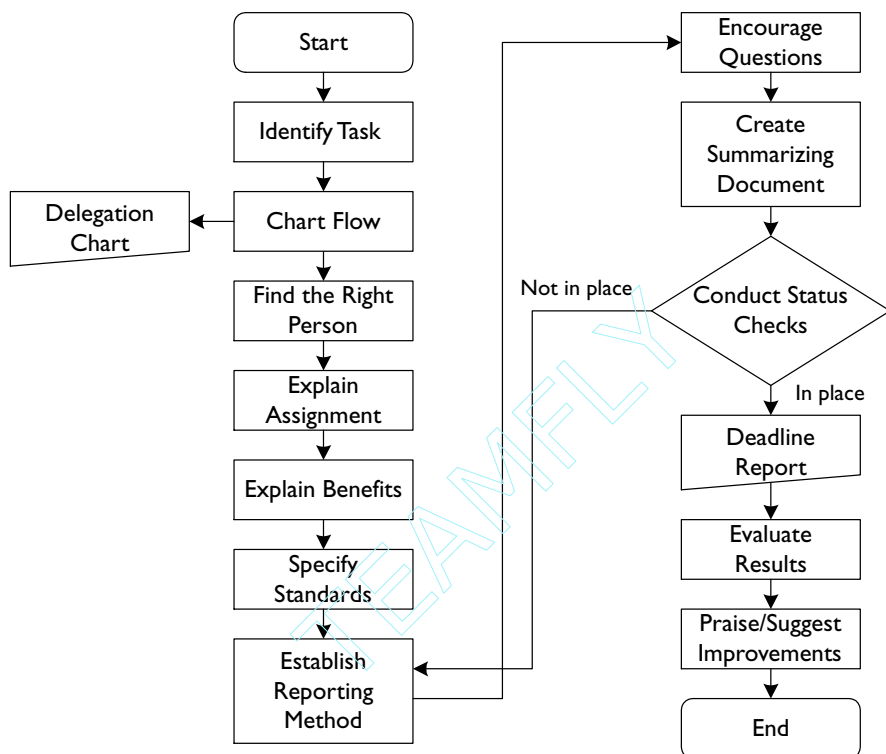 Start
Identify Task
Delegation
Chart
Chart Flow
Find the Right
Person
Explain
Assignment
Explain Benefits
Specify
Standards
Establish
Reporting
Method
Encourage
Questions
Create
Summarizing
Document
Not in place
Conduct Status
Checks
In place
Deadline
Report
Evaluate
Results
Praise/Suggest
Improvements
End
TEAMFLY